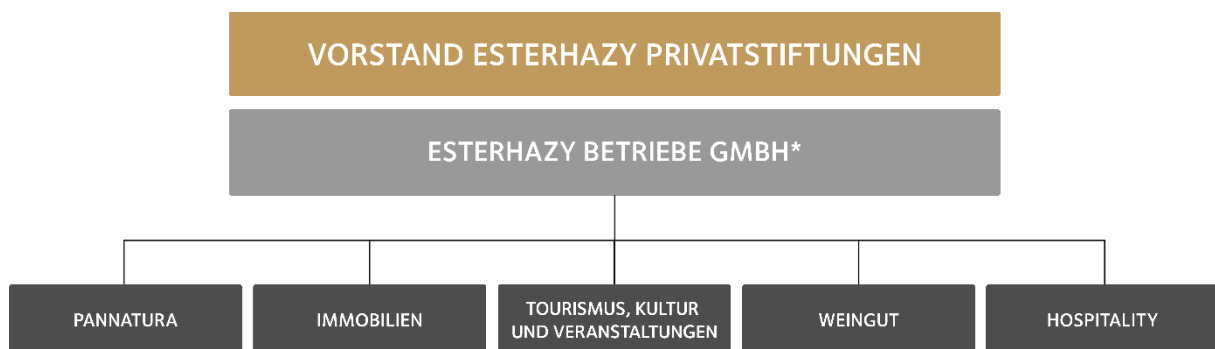 VORSTAND ESTERHAZY PRIVATSTIFTUNGEN
ESTERHAZY BETRIEBE GMBH*
PANNATURA
IMMOBILIEN
TOURISMUS, KULTUR
UND VERANSTALTUNGEN
WEINGUT
HOSPITALITY